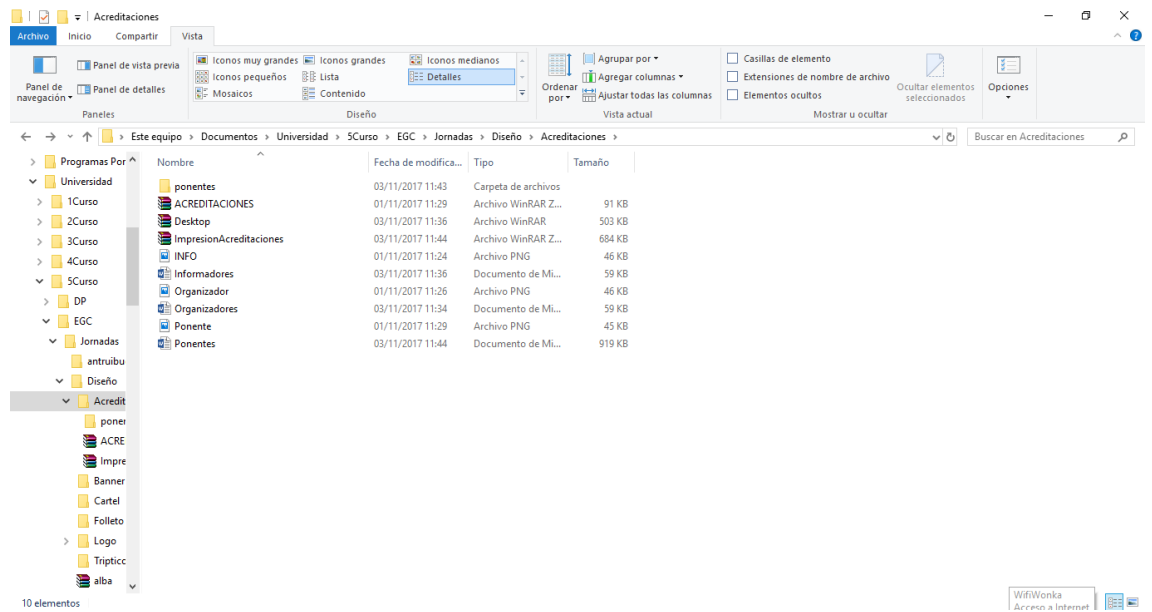 Acreditaciones
Archivo Inicio Compartir Vista
Panel de navegación
Panel de vista previa
Panel de detalles
Paneles
Iconos muy grandes Iconos grandes Iconos medianos
Iconos pequeños Lista Detalles
Mosaicos Contenido
Diseño
Ordenar por
Agrupar por
Agregar columnas
Ajustar todas las columnas
Vista actual
Casillas de elemento
Extensiones de nombre de archivo
Elementos ocultos
Ocultar elementos seleccionados
Mostrar u ocultar
Opciones
Este equipo > Documentos > Universidad > 5Curso > EGC > Jornadas > Diseño > Acreditaciones >
Buscar en Acreditaciones
Programas Por
Universidad
1Curso
2Curso
3Curso
4Curso
5Curso
DP
EGC
Jornadas
antruibu
Diseño
Acredit
poner
ACRE
Impre
Banner
Cartel
Folleto
Logo
Triptico
alba
Nombre Fecha de modifica... Tipo Tamaño
ponentes 03/11/2017 11:43 Carpeta de archivos
ACREDITACIONES 01/11/2017 11:29 Archivo WinRAR Z... 91 KB
Desktop 03/11/2017 11:36 Archivo WinRAR 503 KB
ImpresionAcreditaciones 03/11/2017 11:44 Archivo WinRAR Z... 684 KB
INFO 01/11/2017 11:24 Archivo PNG 46 KB
Informadores 03/11/2017 11:36 Documento de Mi... 59 KB
Organizador 01/11/2017 11:26 Archivo PNG 46 KB
Organizadores 03/11/2017 11:34 Documento de Mi... 59 KB
Ponente 01/11/2017 11:29 Archivo PNG 45 KB
Ponentes 03/11/2017 11:44 Documento de Mi... 919 KB
10 elementos
WifiWonka
Acceso a Internet